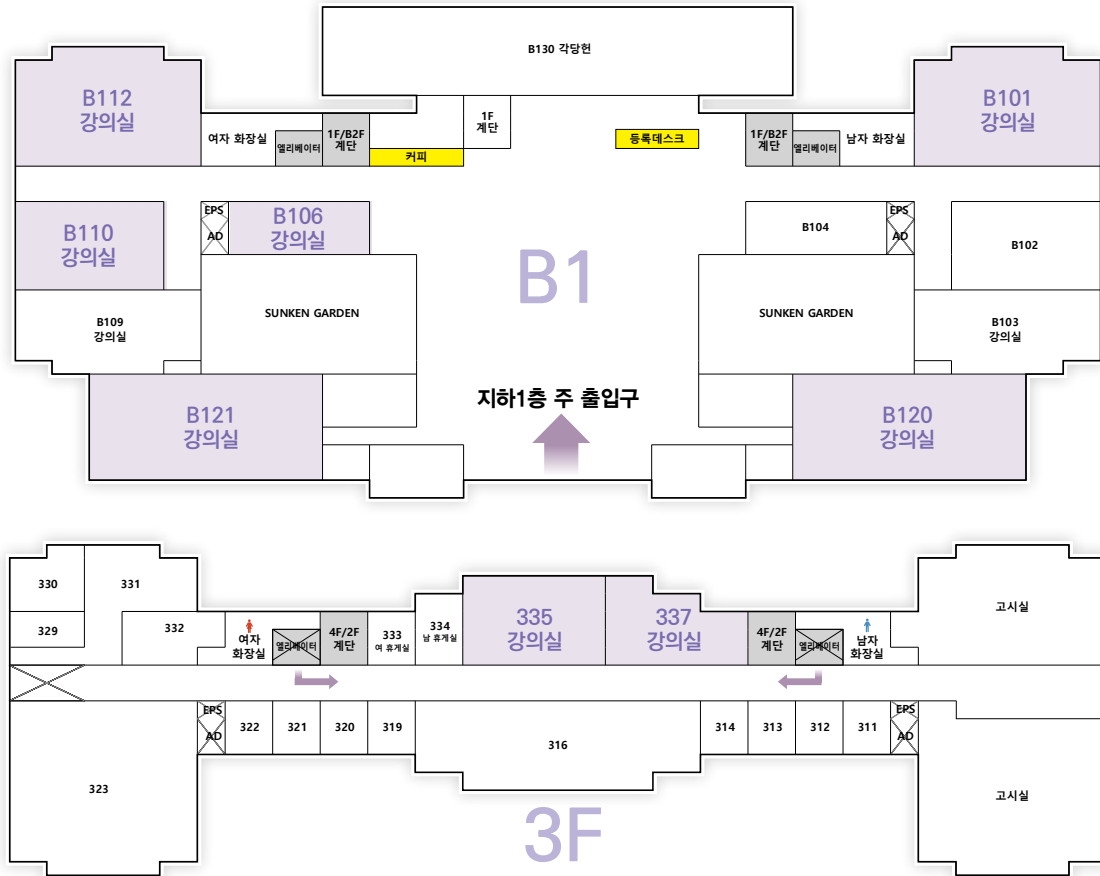 B130 각당헌
B112
강의실
B101
강의실
여자 화장실
엘리베이터
1F/B2F
계단
커피
1F
계단
등록데스크
1F/B2F
계단
엘리베이터
남자 화장실
B110
강의실
EPS
AD
B106
강의실
B1
B104
EPS
AD
B102
B109
강의실
SUNKEN GARDEN
SUNKEN GARDEN
B103
강의실
지하1층 주 출입구
B121
강의실
B120
강의실
330
331
329
332
여자
화장실
엘리베이터
4F/2F
계단
333
여 휴게실
334
남 휴게실
335
강의실
337
강의실
4F/2F
계단
엘리베이터
남자
화장실
고시실
EPS
AD
322
321
320
319
316
314
313
312
311
EPS
AD
323
고시실
3F